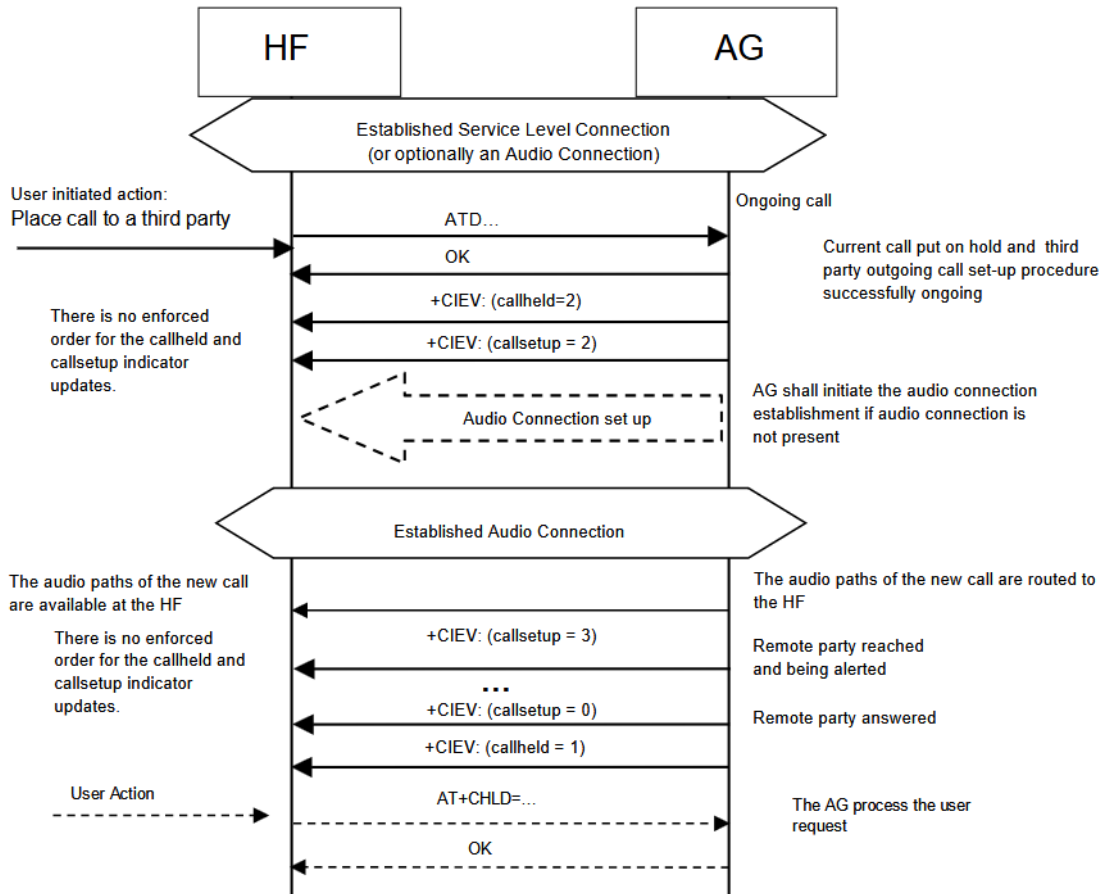 HF
AG
Established Service Level Connection
(or optionally an Audio Connection)
User initiated action:
Place call to a third party
Ongoing call
ATD...
OK
Current call put on hold and third
party outgoing call set-up procedure
successfully ongoing
+CIEV: (callheld=2)
There is no enforced
order for the callheld and
callsetup indicator
updates.
+CIEV: (callsetup = 2)
Audio Connection set up
AG shall initiate the audio connection
establishment if audio connection is
not present
Established Audio Connection
The audio paths of the new call
are available at the HF
The audio paths of the new call are routed to
the HF
There is no enforced
order for the callheld and
callsetup indicator
updates.
+CIEV: (callsetup = 3)
Remote party reached
and being alerted
...
+CIEV: (callsetup = 0)
Remote party answered
+CIEV: (callheld = 1)
User Action
AT+CHLD=...
The AG process the user
request
OK